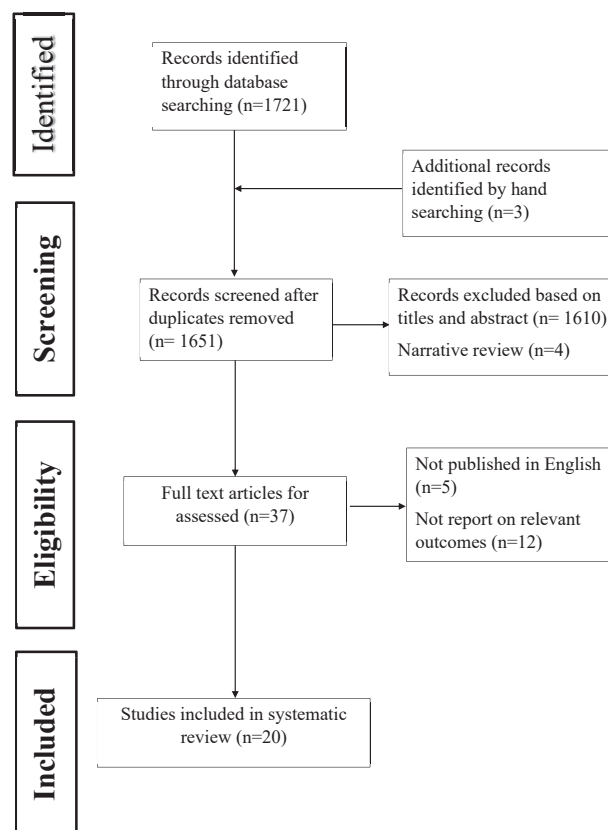 Identified
Records identified
through database
searching (n=1721)
Additional records
identified by hand
searching (n=3)
Screening
Records screened after
duplicates removed
(n= 1651)
Records excluded based on
titles and abstract (n= 1610)
Narrative review (n=4)
Eligibility
Full text articles for
assessed (n=37)
Not published in English
(n=5)
Not report on relevant
outcomes (n=12)
Included
Studies included in systematic
review (n=20)